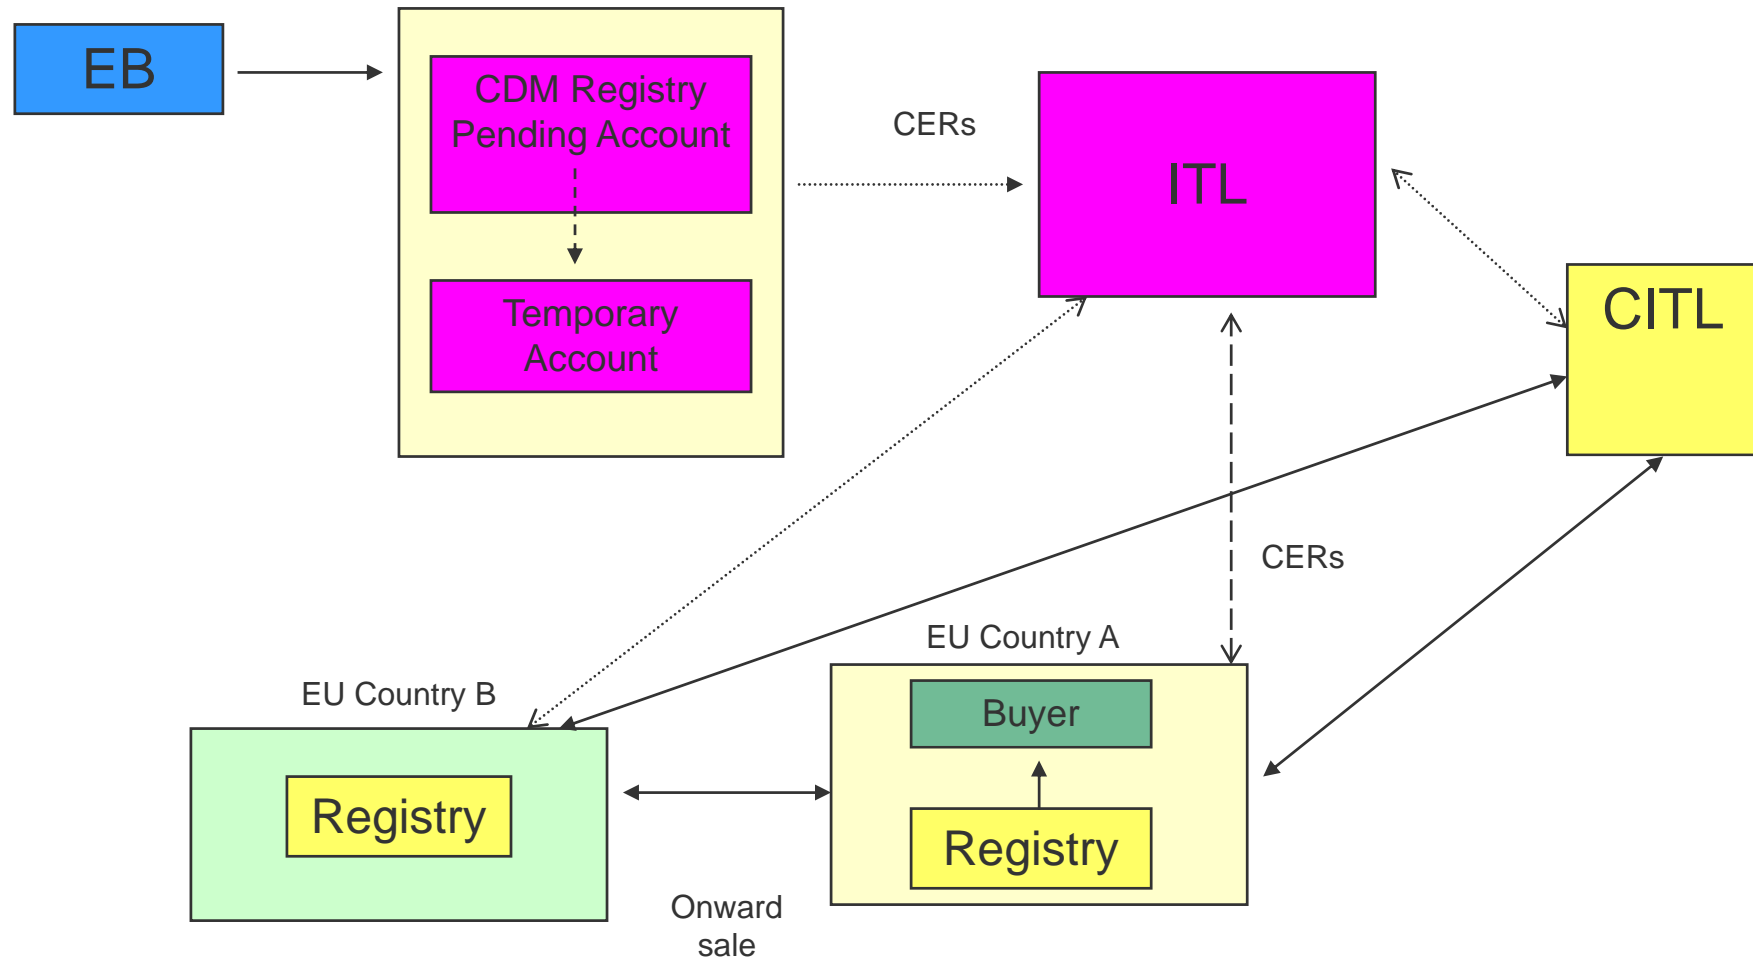 EB
CDM Registry
Pending Account
Temporary
Account
CERs
ITL
CITL
CERs
EU Country A
Buyer
Registry
EU Country B
Registry
Onward
sale